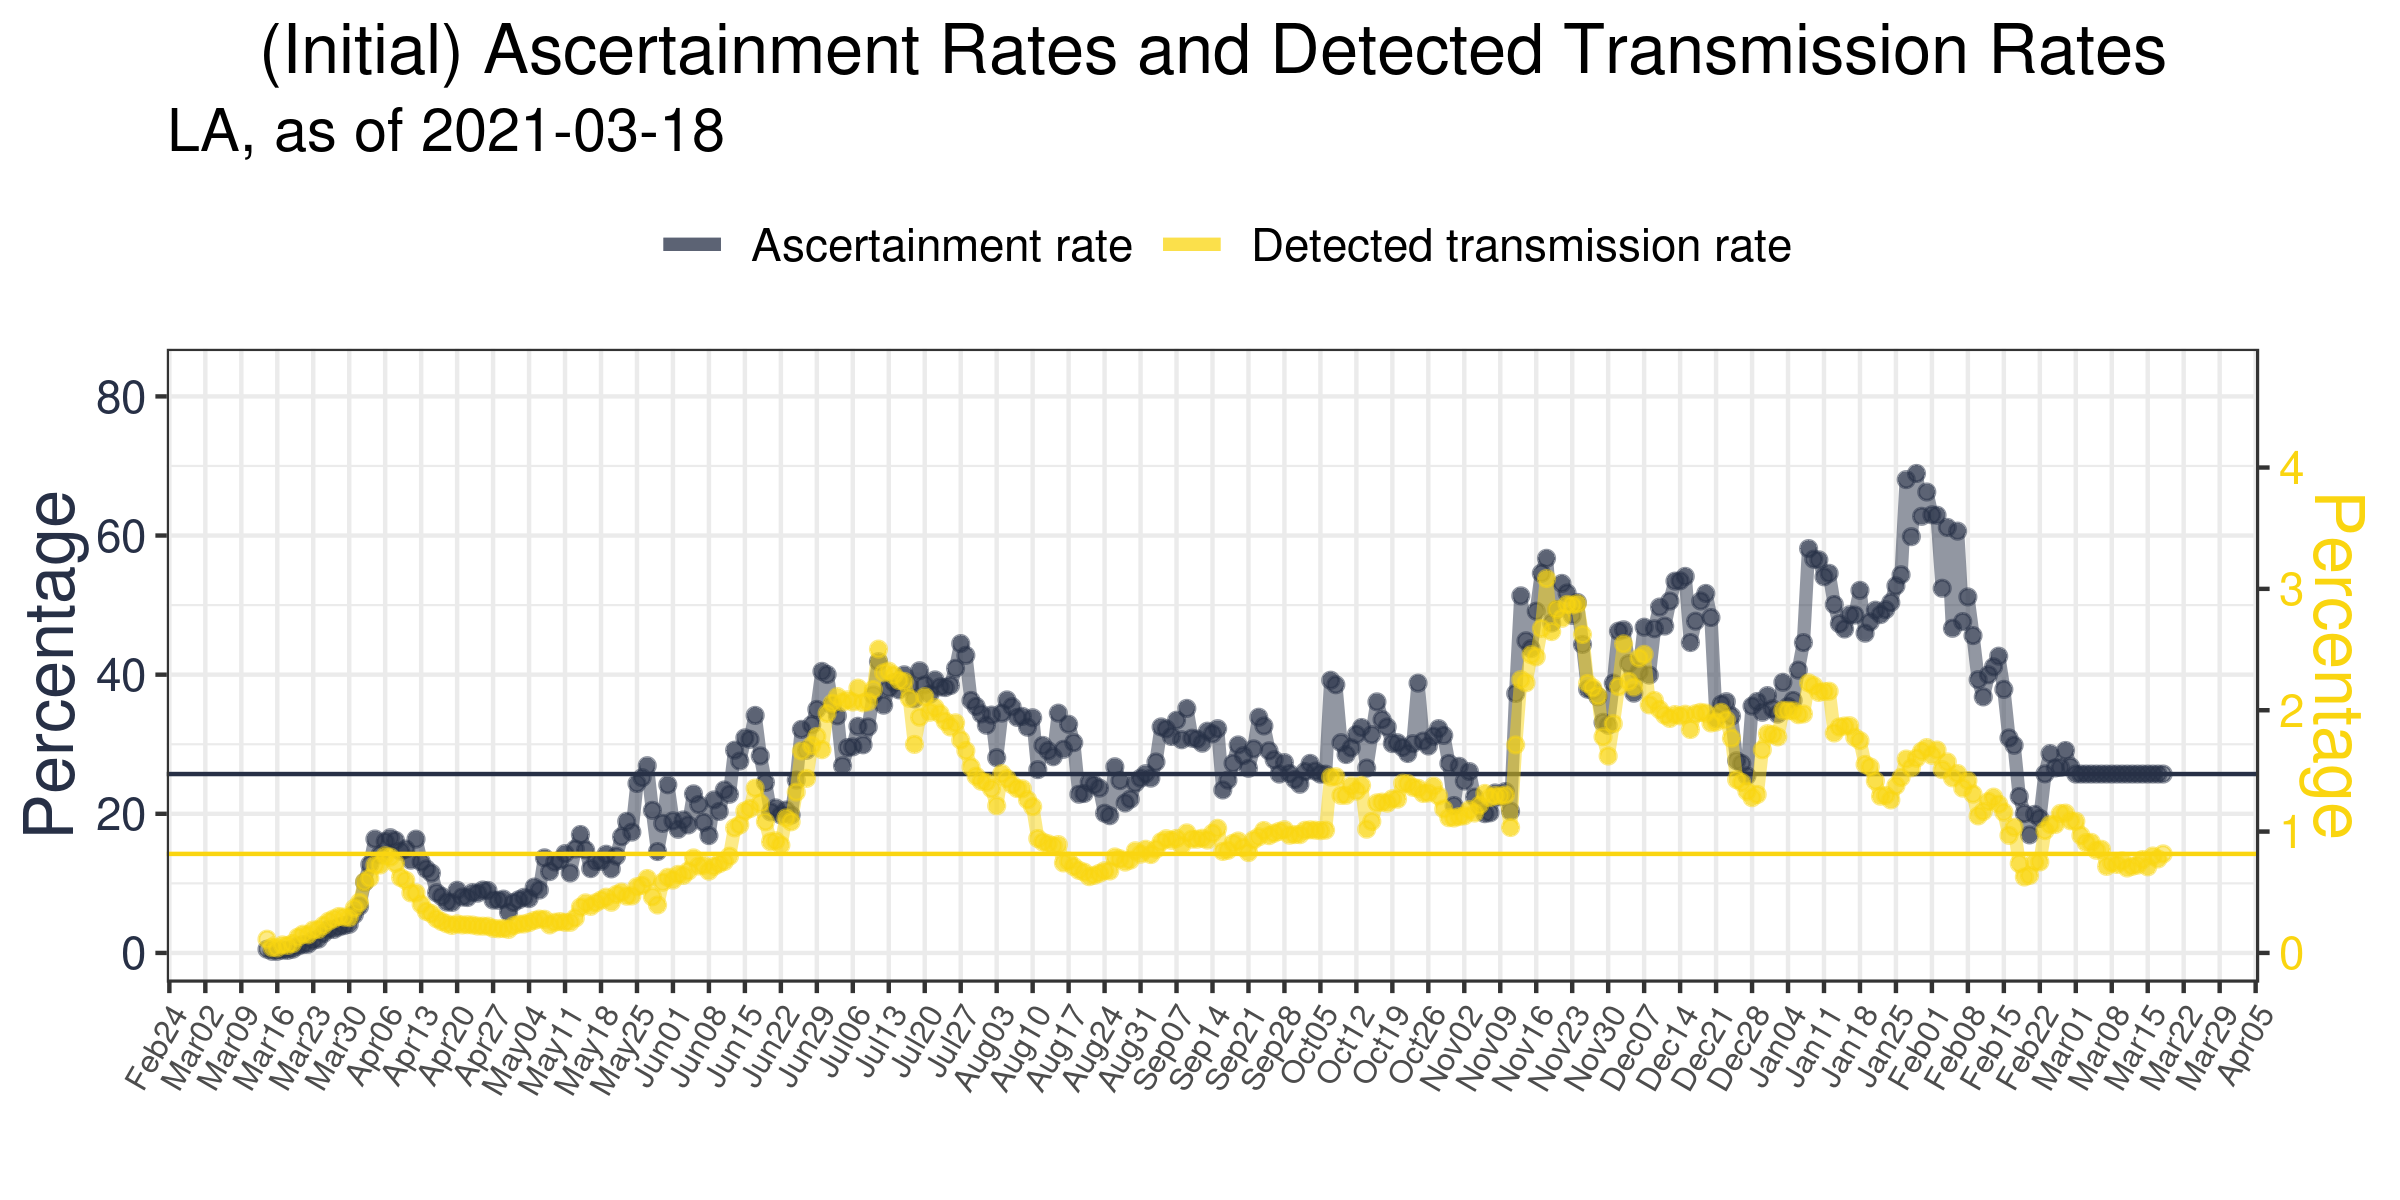 (Initial) Ascertainment Rates and Detected Transmission Rates
LA, as of 2021-03-18
Ascertainment rate Detected transmission rate
Percentage
80
60
40
20
0
4
3
2
1
0
Percentage
Feb24 Mar02 Mar09 Mar16 Mar23 Mar30 Apr06 Apr13 Apr20 Apr27 May04 May11 May18 May25 Jun01 Jun08 Jun15 Jun22 Jun29 Jul06 Jul13 Jul20 Jul27 Aug03 Aug10 Aug17 Aug24 Aug31 Sep07 Sep14 Sep21 Sep28 Oct05 Oct12 Oct19 Oct26 Nov02 Nov09 Nov16 Nov23 Nov30 Dec07 Dec14 Dec21 Dec28 Jan04 Jan11 Jan18 Jan25 Feb01 Feb08 Feb15 Feb22 Mar01 Mar08 Mar15 Mar22 Mar29 Apr05